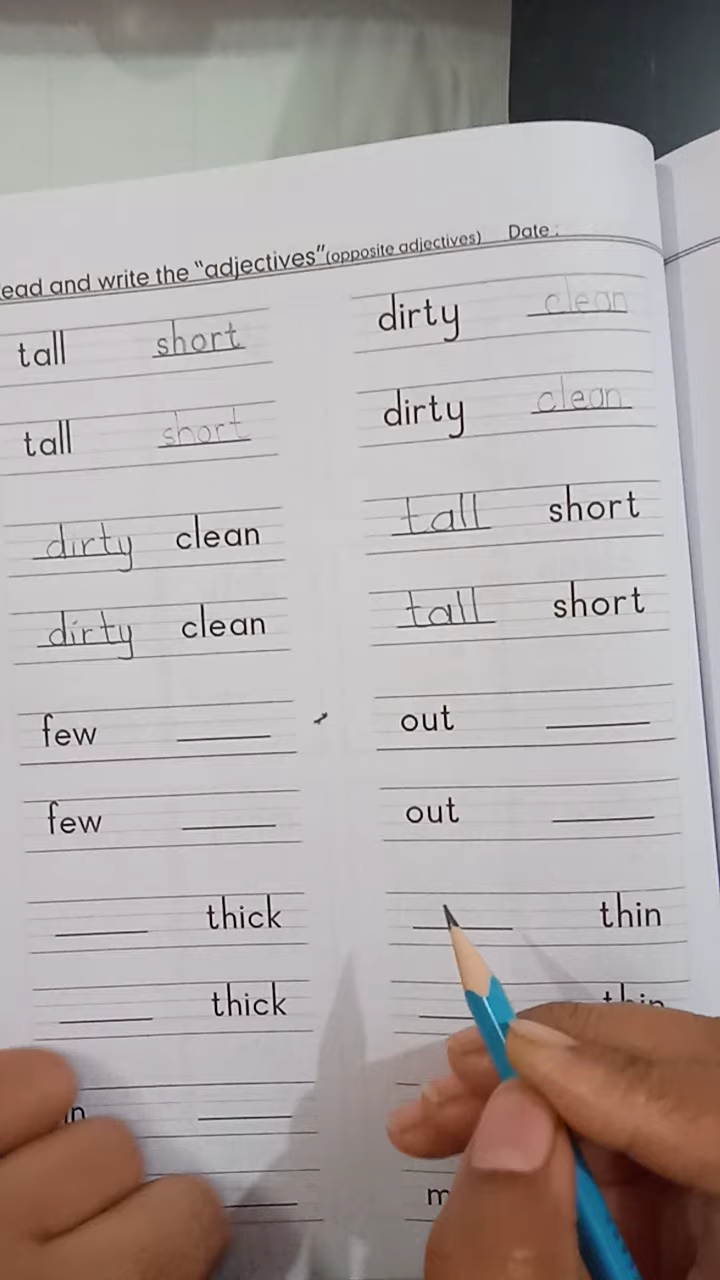 ead and write the "adjectives"(opposite adjectives) Date :
tall short
dirty clean
tall short
dirty clean
dirty clean
tall short
dirty clean
tall short
few
out
few
out
thick
thin
thick
thin
n
m